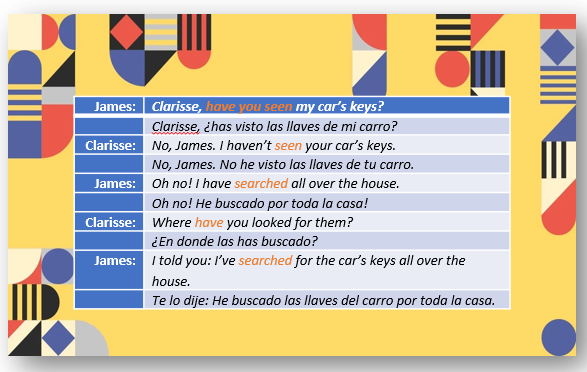 James: Clarisse, have you seen my car's keys?
Clarisse, ¿has visto las llaves de mi carro?
Clarisse: No, James. I haven't seen your car's keys.
No, James. No he visto las llaves de tu carro.
James: Oh no! I have searched all over the house.
Oh no! He buscado por toda la casa!
Clarisse: Where have you looked for them?
¿En donde las has buscado?
James: I told you: I've searched for the car's keys all over the
house.
Te lo dije: He buscado las llaves del carro por toda la casa.